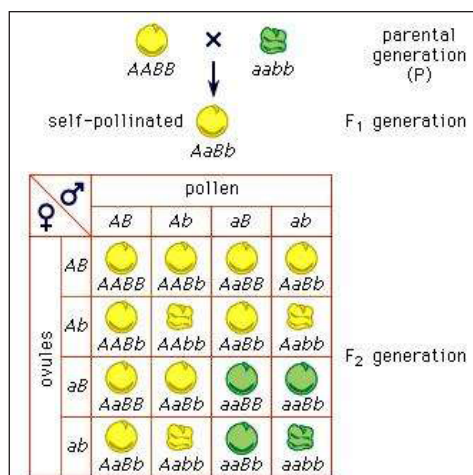 AABB × aabb
parental
generation
(P)
self-pollinated
AaBb
F₁ generation
pollen
♀ ♂
AB Ab aB ab
ovules
AB
AABB AABb AaBB AaBb
Ab
AABb AAbb AaBb Aabb
aB
AaBB AaBb aaBB aaBb
ab
AaBb Aabb aaBb aabb
F₂ generation